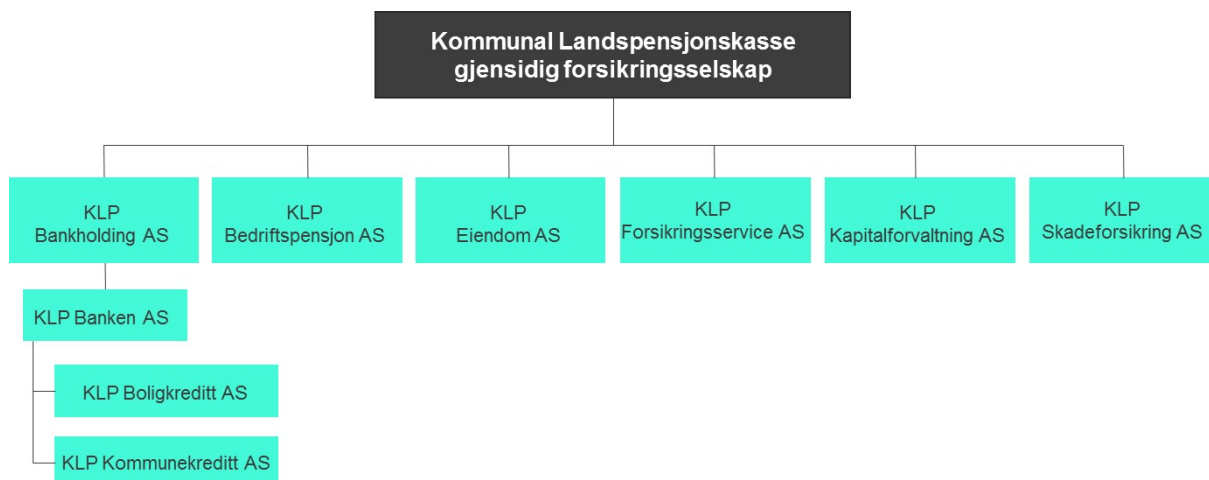 Kommunal Landspensjonskasse
gjensidig forsikringsselskap
KLP
Bankholding AS
KLP
Bedriftspensjon AS
KLP
Eiendom AS
KLP
Forsikringsservice AS
KLP
Kapitalforvaltning AS
KLP
Skadeforsikring AS
KLP Banken AS
KLP Boligkreditt AS
KLP Kommunekreditt AS